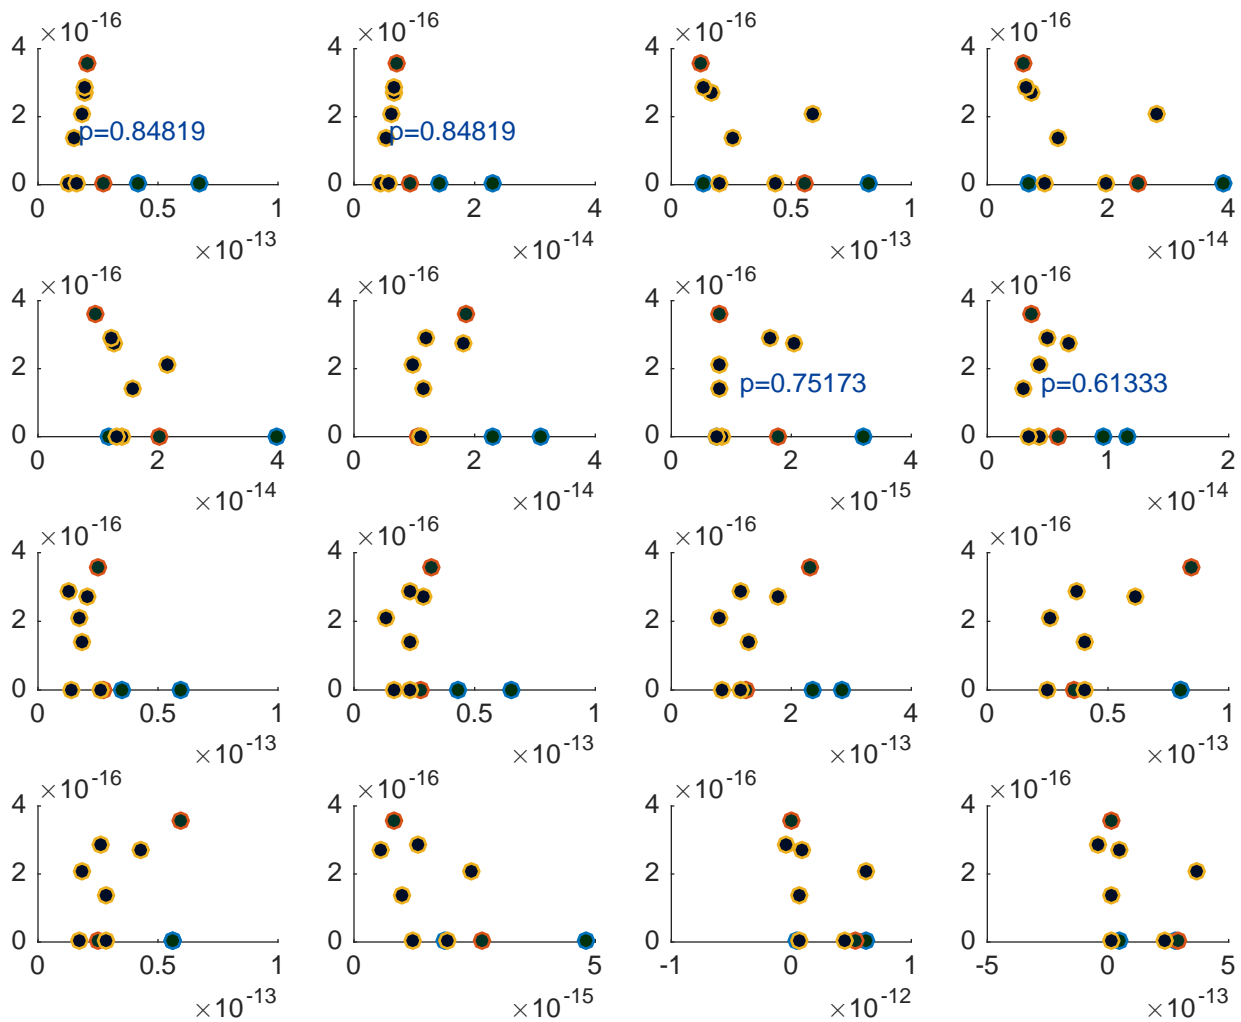 ×10-16 ×10-16 ×10-16 ×10-16
4 4 4 4
2 2 2 2
p=0.84819 p=0.84819
0 0 0 0
0 0.5 1 0 2 4 0 0.5 1 0 2 4
×10-13 ×10-14 ×10-13 ×10-14
×10-16 ×10-16 ×10-16 ×10-16
4 4 4 4
2 2 2 2
p=0.75173 p=0.61333
0 0 0 0
0 2 4 0 2 4 0 2 4 0 1 2
×10-14 ×10-14 ×10-15 ×10-14
×10-16 ×10-16 ×10-16 ×10-16
4 4 4 4
2 2 2 2
0 0 0 0
0 0.5 1 0 0.5 1 0 2 4 0 0.5 1
×10-13 ×10-13 ×10-13 ×10-13
×10-16 ×10-16 ×10-16 ×10-16
4 4 4 4
2 2 2 2
0 0 0 0
0 0.5 1 0 5 -1 0 1 -5 0 5
×10-13 ×10-15 ×10-12 ×10-13